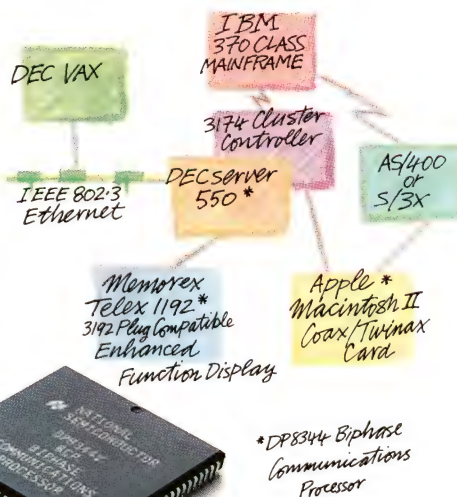 IBM
370 CLASS
MAINFRAME
DEC VAX
3174 Cluster
Controller
AS/400
or
S/3X
DECserver
550 *
IEEE 802.3
Ethernet
Memorex
Telex 1192*
3192 Plug Compatible
Enhanced
Function Display
Apple *
Macintosh II
Coax/Twinax
Card
NATIONAL
SEMICONDUCTOR
DP8344V
BCP
BIPHASE
COMMUNICATIONS
PROCESSOR
*DP8344 Biphase
Communications
Processor